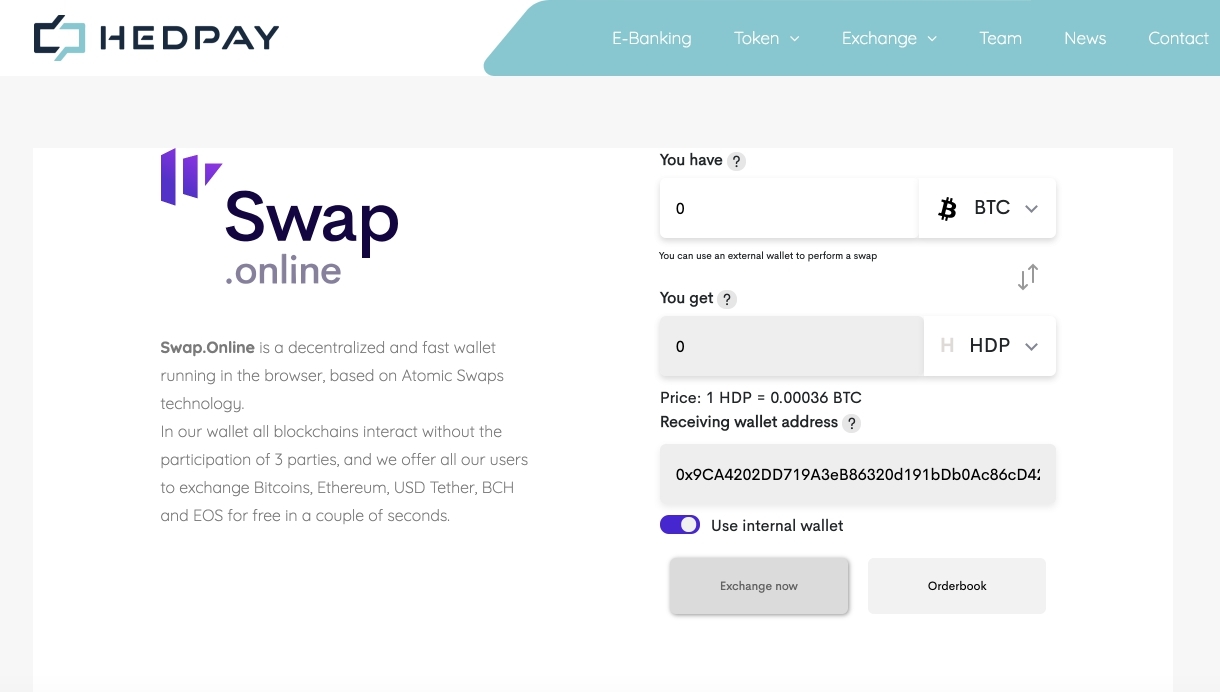 HEDPAY
E-Banking
Token
Exchange
Team
News
Contact
Swap
.online
Swap.Online is a decentralized and fast wallet
running in the browser, based on Atomic Swaps
technology.
In our wallet all blockchains interact without the
participation of 3 parties, and we offer all our users
to exchange Bitcoins, Ethereum, USD Tether, BCH
and EOS for free in a couple of seconds.
You have ?
0
BTC
You can use an external wallet to perform a swap
You get ?
0
H HDP
Price: 1 HDP = 0.00036 BTC
Receiving wallet address ?
0x9CA4202DD719A3eB86320d191bDb0Ac86cD42
Use internal wallet
Exchange now
Orderbook